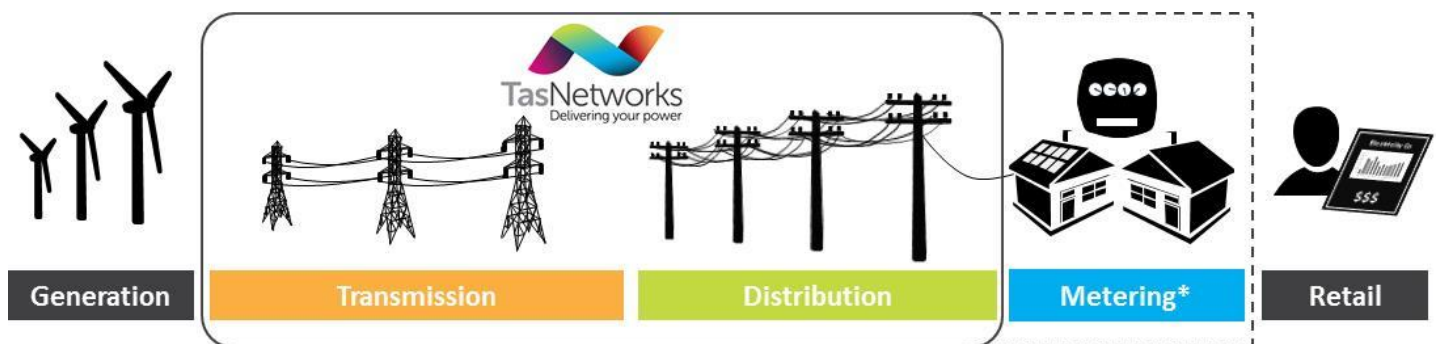 TasNetworks
Delivering your power
$$$
Generation
Transmission
Distribution
Metering*
Retail